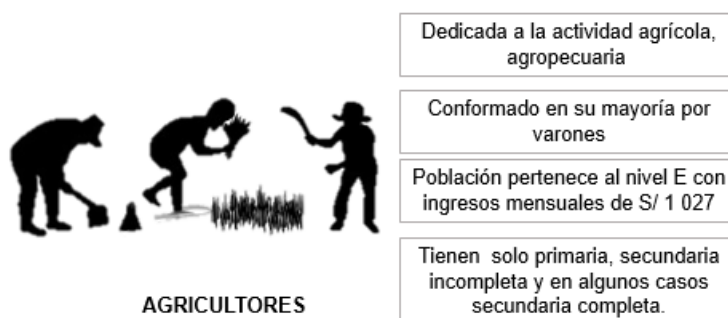 Dedicada a la actividad agrícola,
agropecuaria
Conformado en su mayoría por
varones
Población pertenece al nivel E con
ingresos mensuales de S/ 1 027
Tienen solo primaria, secundaria
incompleta y en algunos casos
secundaria completa.
AGRICULTORES